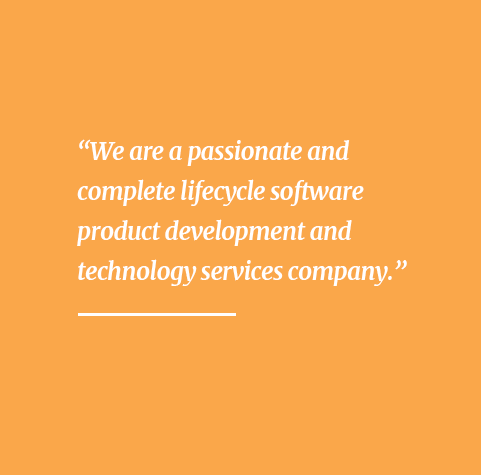 “We are a passionate and
complete lifecycle software
product development and
technology services company.”